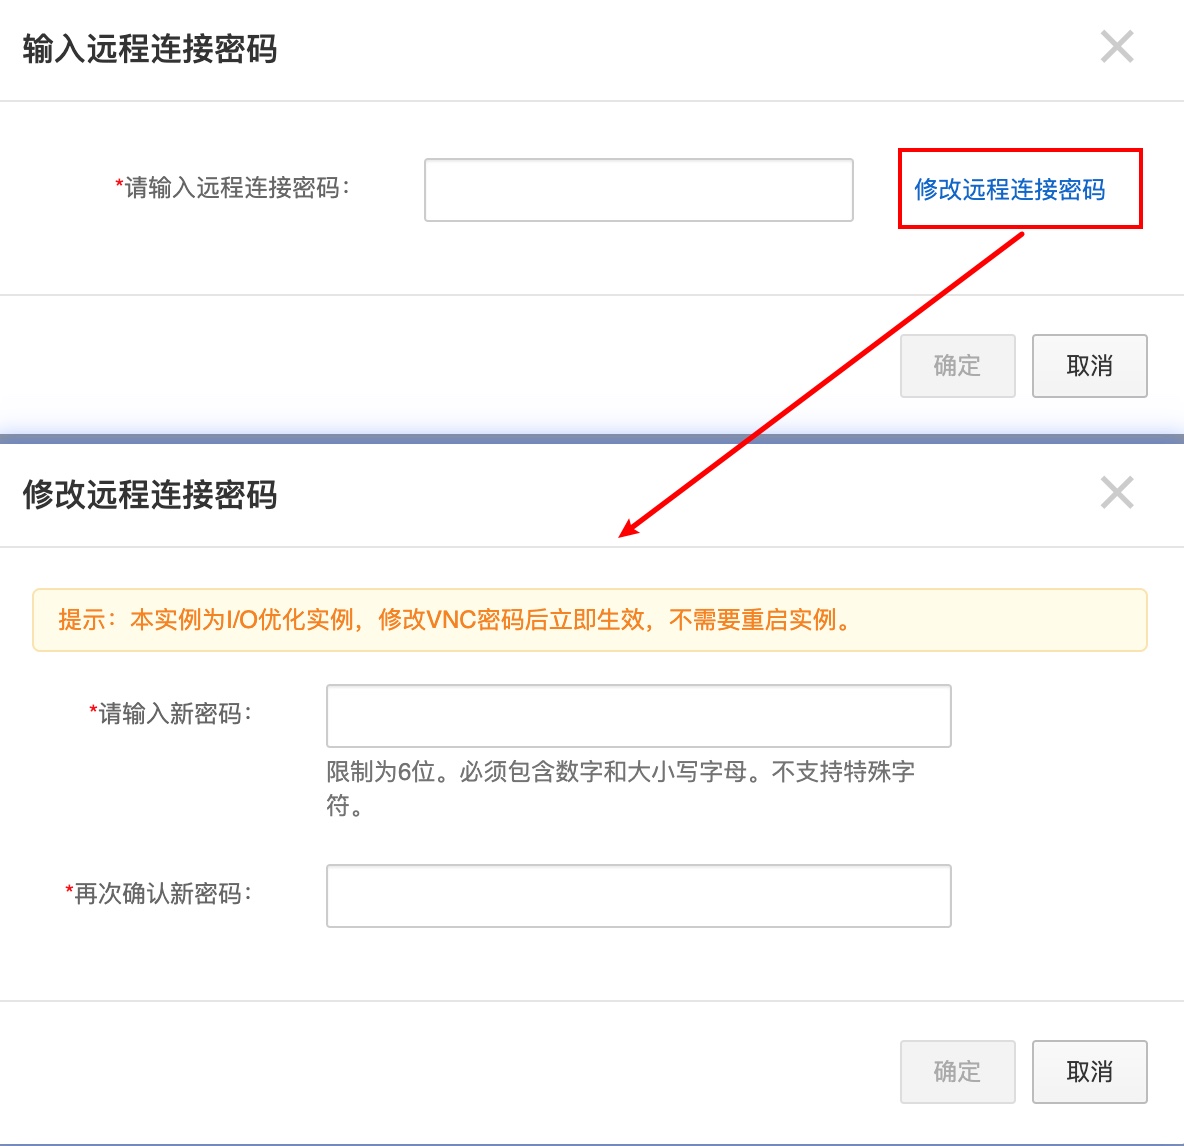 输入远程连接密码
*请输入远程连接密码：
修改远程连接密码
确定
取消
修改远程连接密码
提示：本实例为I/O优化实例，修改VNC密码后立即生效，不需要重启实例。
*请输入新密码：
限制为6位。必须包含数字和大小写字母。不支持特殊字
符。
*再次确认新密码：
确定
取消